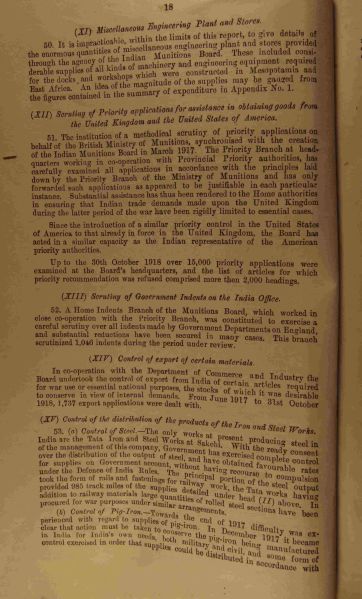 18
(XI) Miscellaneous Engineering Plant and Stores.
50. It is impracticable, within the limits of this report, to give details of
the enormous quantities of miscellaneous engineering plant and stores provided
through the agency of the Indian Munitions Board. These included consi-
derable supplies of all kinds of machinery and engineering equipment required
for the docks and workshops which were constructed in Mesopotamia and
East Africa. An idea of the magnitude of the supplies may be gauged from
the figures contained in the summary of expenditure in Appendix No. 1.
(XII) Scrutiny of Priority applications for assistance in obtaining goods from
the United Kingdom and the United States of America.
51. The institution of a methodical scrutiny of priority applications on
behalf of the British Ministry of Munitions, synchronised with the creation
of the Indian Munitions Board in March 1917. The Priority Branch at head-
quarters working in co-operation with Provincial Priority authorities, has
carefully examined all applications in accordance with the principles laid
down by the Priority Branch of the Ministry of Munitions and has only
forwarded such applications as appeared to be justifiable in each particular
instance. Substantial assistance has thus been rendered to the Home authorities
in ensuring that Indian trade demands made upon the United Kingdom
during the latter period of the war have been rigidly limited to essential cases.
Since the introduction of a similar priority control in the United States
of America to that already in force in the United Kingdom, the Board has
acted in a similar capacity as the Indian representative of the American
priority authorities.
Up to the 30th October 1918 over 15,000 priority applications were
examined at the Board's headquarters, and the list of articles for which
priority recommendation was refused comprised more than 2,000 headings.
(XIII) Scrutiny of Government Indents on the India Office.
52. A Home Indents Branch of the Munitions Board, which worked in
close co-operation with the Priority Branch, was constituted to exercise a
careful scrutiny over all indents made by Government Departments on England,
and substantial reductions have been secured in many cases. This branch
scrutinized 1,046 indents during the period under review.
(XIV) Control of export of certain materials.
In co-operation with the Department of Commerce and Industry the
Board undertook the control of export from India of certain articles required
for war use or essential national purposes, the stocks of which it was desirable
to conserve in view of internal demands. From June 1917 to 31st October
1918, 1,737 export applications were dealt with.
(XV) Control of the distribution of the products of the Iron and Steel Works.
53. (a) Control of Steel.—The only works at present producing steel in
India are the Tata Iron and Steel Works at Sakchi. With the ready consent
of the management of this company, Government has exercised complete control
over the distribution of the output of steel, and have obtained favourable rates
for supplies on Government account, without having recourse to compulsion
under the Defence of India Rules. The principal portion of the steel output
took the form of rails and fastenings for railway work, the Tata works having
provided 985 track miles of the supplies detailed under head (II) above. In
addition to railway materials large quantities of rolled steel sections have been
procured for war purposes under similar arrangements.
(b) Control of Pig-Iron.—Towards the end of 1917 difficulty was ex-
perienced with regard to supplies of pig-iron. In December 1917 it became
clear that action must be taken to conserve the pig-iron being manufactured
in India for India's own needs, both military and civil, and some form of
control exercised in order that supplies could be distributed in accordance with